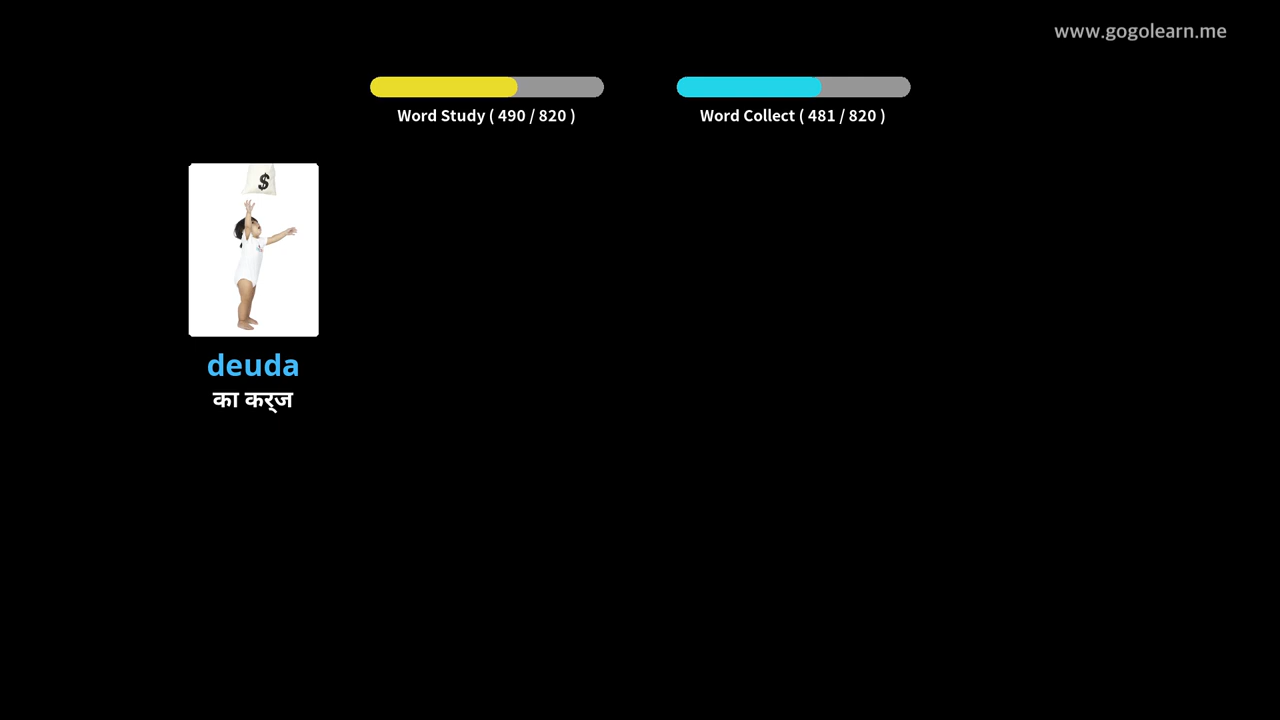 www.gogolearn.me
Word Study ( 490 / 820 )
Word Collect ( 481 / 820 )
$
deuda
का कर्ज